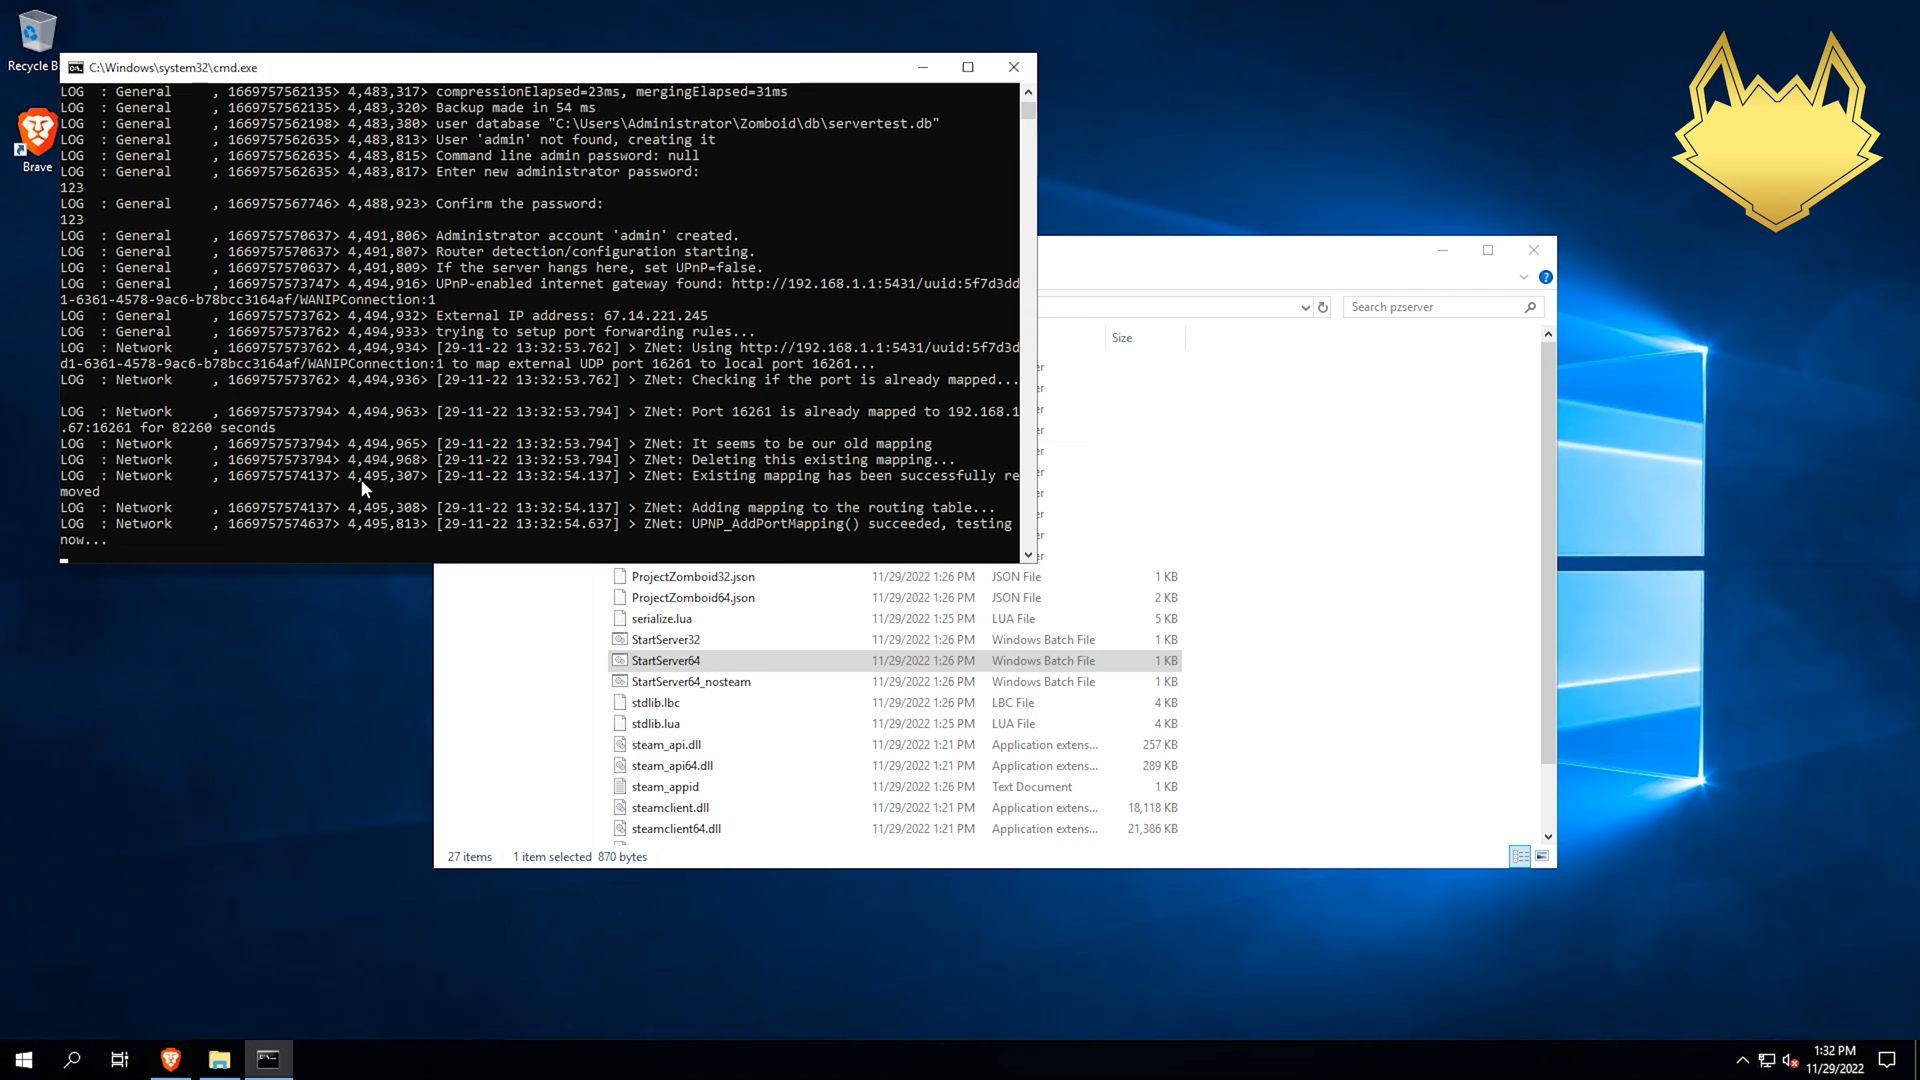 Recycle B
Brave
C:\Windows\system32\cmd.exe
LOG : General , 1669757562135> 4,483,317> compressionElapsed=23ms, mergingElapsed=31ms
LOG : General , 1669757562135> 4,483,320> Backup made in 54 ms
LOG : General , 1669757562198> 4,483,380> user database "C:\Users\Administrator\Zomboid\db\servertest.db"
LOG : General , 1669757562635> 4,483,813> User 'admin' not found, creating it
LOG : General , 1669757562635> 4,483,815> Command line admin password: null
LOG : General , 1669757562635> 4,483,817> Enter new administrator password:
123
LOG : General , 1669757567746> 4,488,923> Confirm the password:
123
LOG : General , 1669757570637> 4,491,806> Administrator account 'admin' created.
LOG : General , 1669757570637> 4,491,807> Router detection/configuration starting.
LOG : General , 1669757570637> 4,491,809> If the server hangs here, set UPnP=false.
LOG : General , 1669757573747> 4,494,916> UPnP-enabled internet gateway found: http://192.168.1.1:5431/uuid:5f7d3dd
1-6361-4578-9ac6-b78bcc3164af/WANIPConnection:1
LOG : General , 1669757573762> 4,494,932> External IP address: 67.14.221.245
LOG : General , 1669757573762> 4,494,933> trying to setup port forwarding rules...
LOG : Network , 1669757573762> 4,494,934> [29-11-22 13:32:53.762] > ZNet: Using http://192.168.1.1:5431/uuid:5f7d3d
d1-6361-4578-9ac6-b78bcc3164af/WANIPConnection:1 to map external UDP port 16261 to local port 16261...
LOG : Network , 1669757573762> 4,494,936> [29-11-22 13:32:53.762] > ZNet: Checking if the port is already mapped...
LOG : Network , 1669757573794> 4,494,963> [29-11-22 13:32:53.794] > ZNet: Port 16261 is already mapped to 192.168.1
.67:16261 for 82260 seconds
LOG : Network , 1669757573794> 4,494,965> [29-11-22 13:32:53.794] > ZNet: It seems to be our old mapping
LOG : Network , 1669757573794> 4,494,968> [29-11-22 13:32:53.794] > ZNet: Deleting this existing mapping...
LOG : Network , 1669757574137> 4,495,307> [29-11-22 13:32:54.137] > ZNet: Existing mapping has been successfully re
moved
LOG : Network , 1669757574137> 4,495,308> [29-11-22 13:32:54.137] > ZNet: Adding mapping to the routing table...
LOG : Network , 1669757574637> 4,495,813> [29-11-22 13:32:54.637] > ZNet: UPNP_AddPortMapping() succeeded, testing
now...
Search pzserver
Size
er
er
er
er
er
er
er
er
er
er
ProjectZomboid32.json 11/29/2022 1:26 PM JSON File 1 KB
ProjectZomboid64.json 11/29/2022 1:26 PM JSON File 2 KB
serialize.lua 11/29/2022 1:25 PM LUA File 5 KB
StartServer32 11/29/2022 1:26 PM Windows Batch File 1 KB
StartServer64 11/29/2022 1:26 PM Windows Batch File 1 KB
StartServer64_nosteam 11/29/2022 1:26 PM Windows Batch File 1 KB
stdlib.lbc 11/29/2022 1:26 PM LBC File 4 KB
stdlib.lua 11/29/2022 1:25 PM LUA File 4 KB
steam_api.dll 11/29/2022 1:21 PM Application extens... 257 KB
steam_api64.dll 11/29/2022 1:21 PM Application extens... 289 KB
steam_appid 11/29/2022 1:26 PM Text Document 1 KB
steamclient.dll 11/29/2022 1:21 PM Application extens... 18,118 KB
steamclient64.dll 11/29/2022 1:21 PM Application extens... 21,386 KB
27 items 1 item selected 870 bytes
1:32 PM
11/29/2022